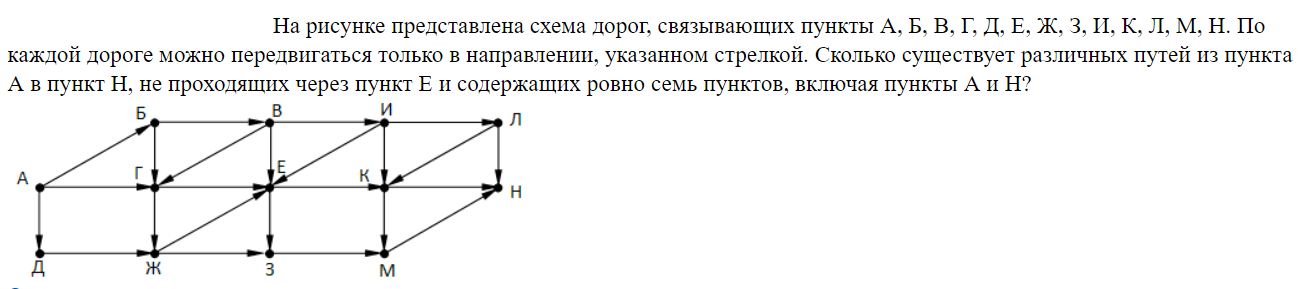 На рисунке представлена схема дорог, связывающих пункты А, Б, В, Г, Д, Е, Ж, З, И, К, Л, М, Н. По
каждой дороге можно передвигаться только в направлении, указанном стрелкой. Сколько существует различных путей из пункта
А в пункт Н, не проходящих через пункт Е и содержащих ровно семь пунктов, включая пункты А и Н?
Б В И Л
А Г Е К Н
Д Ж З М